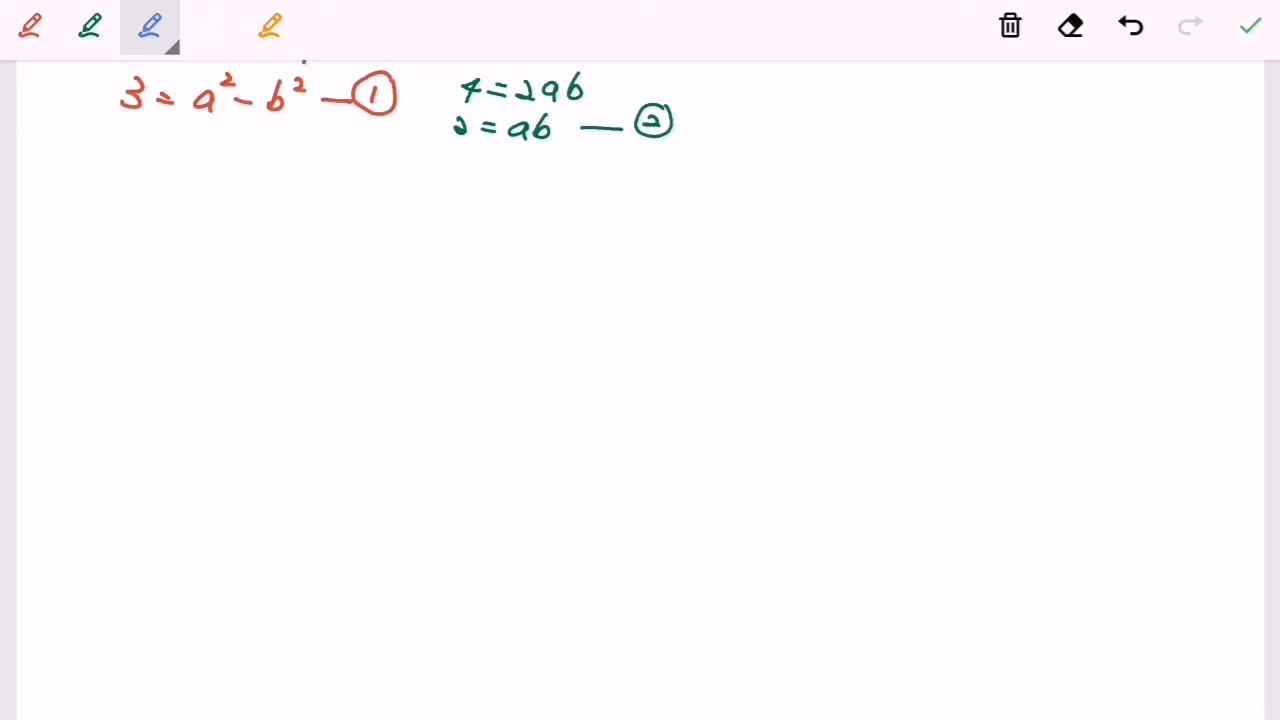 3 = a² - b² — ①
4 = 2ab
2 = ab — ②